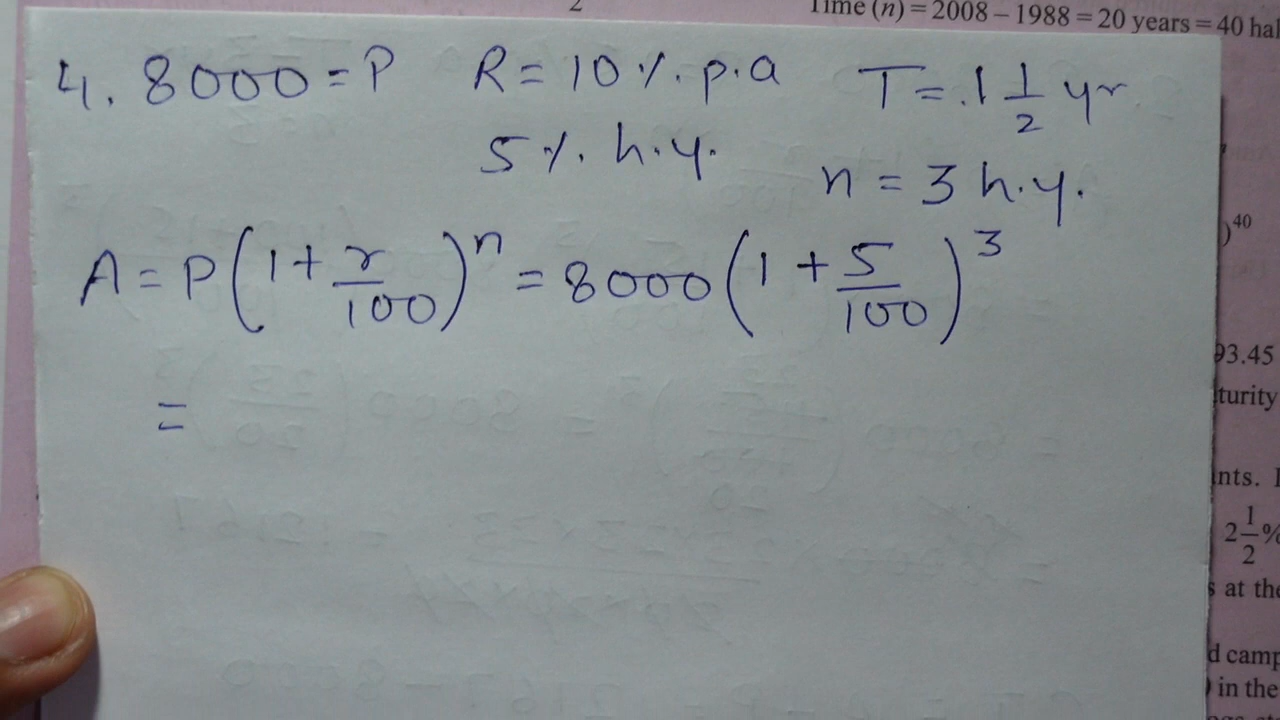 2
Time (n) = 2008 – 1988 = 20 years = 40 hal
4. 8000 = P R = 10 %. p.a T = .1 1/2 yr
5 %. h.y. n = 3 h.y.
A = P(1 + r/100)^n = 8000(1 + 5/100)^3
=
)^40
93.45
turity
nts.
2 1/2 %
s at the
d camp
) in the